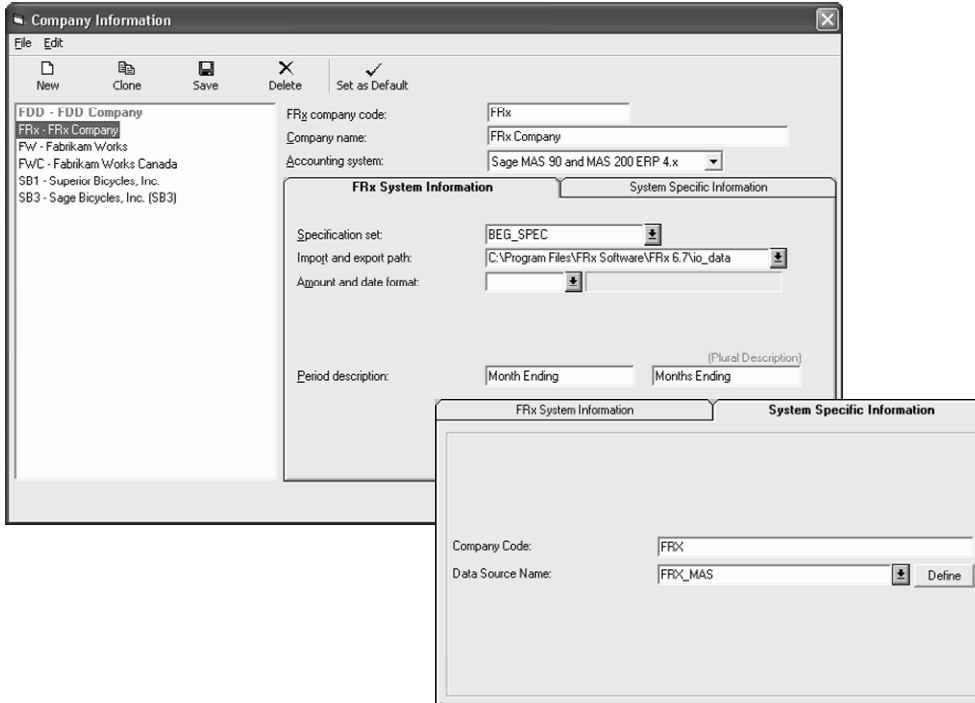 Company Information
File Edit
New Clone Save Delete Set as Default
FDD - FDD Company
FRx - FRx Company
FW - Fabrikam Works
FWC - Fabrikam Works Canada
SB1 - Superior Bicycles, Inc.
SB3 - Sage Bicycles, Inc. (SB3)
FRx company code: FRx
Company name: FRx Company
Accounting system: Sage MAS 90 and MAS 200 ERP 4.x
FRx System Information System Specific Information
Specification set: BEG_SPEC
Import and export path: C:\Program Files\FRx Software\FRx 6.7\io_data
Amount and date format:
(Plural Description)
Period description: Month Ending Months Ending
FRx System Information System Specific Information
Company Code: FRX
Data Source Name: FRX_MAS Define